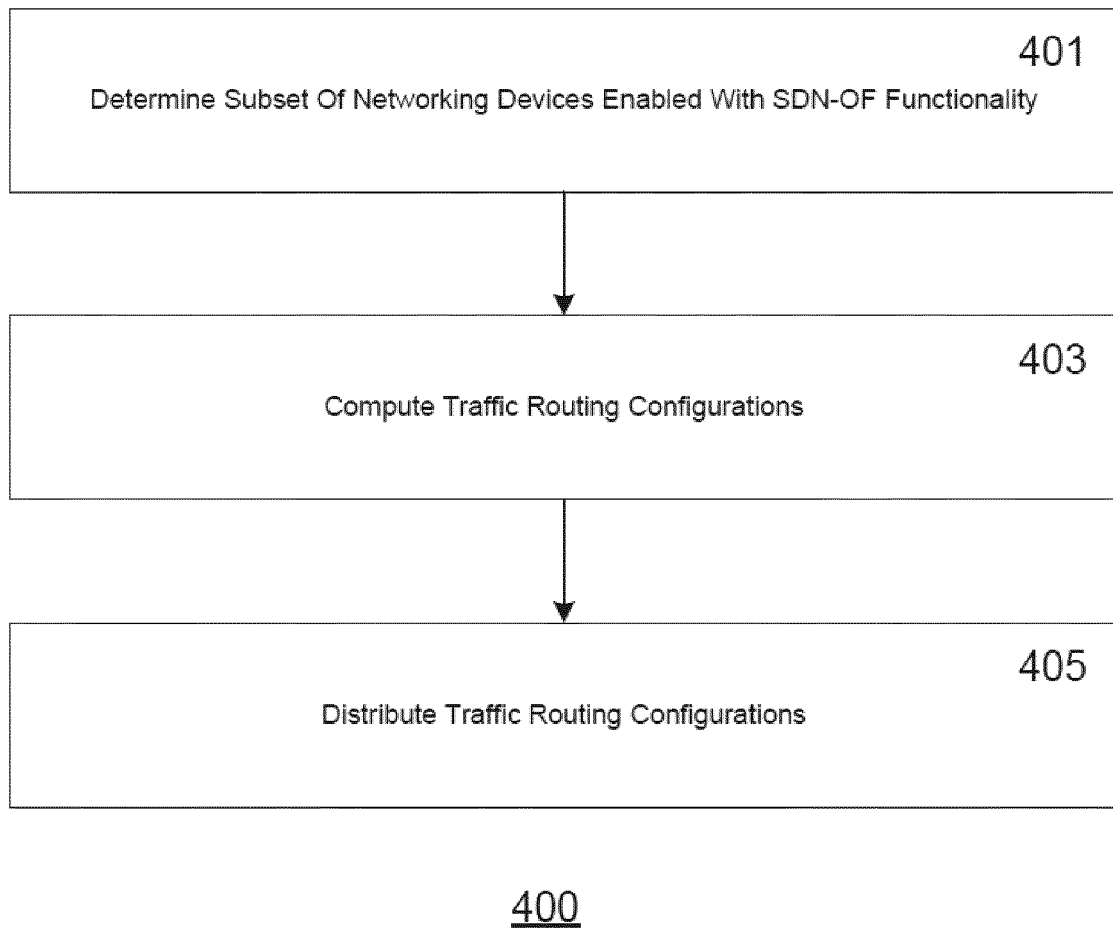 401
Determine Subset Of Networking Devices Enabled With SDN-OF Functionality
403
Compute Traffic Routing Configurations
405
Distribute Traffic Routing Configurations
400